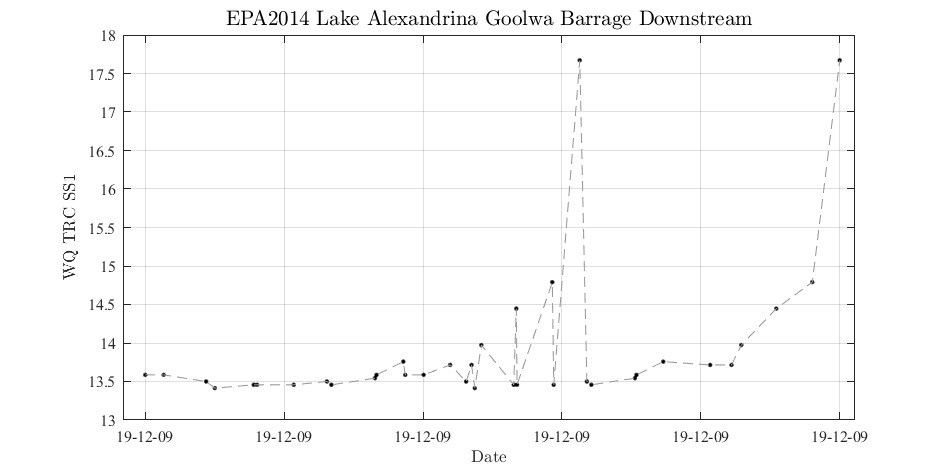 EPA2014 Lake Alexandrina Goolwa Barrage Downstream
18
17.5
17
16.5
16
15.5
15
14.5
14
13.5
13
WQ TRC SS1
19-12-09 19-12-09 19-12-09 19-12-09 19-12-09 19-12-09
Date